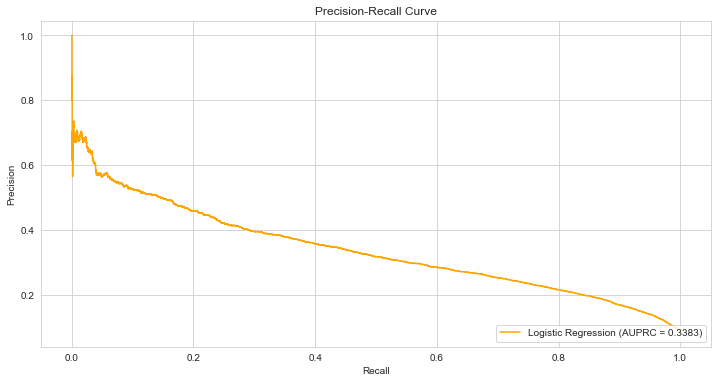 Precision-Recall Curve
1.0
0.8
0.6
0.4
0.2
Precision
0.0
0.2
0.4
0.6
0.8
1.0
Recall
Logistic Regression (AUPRC = 0.3383)